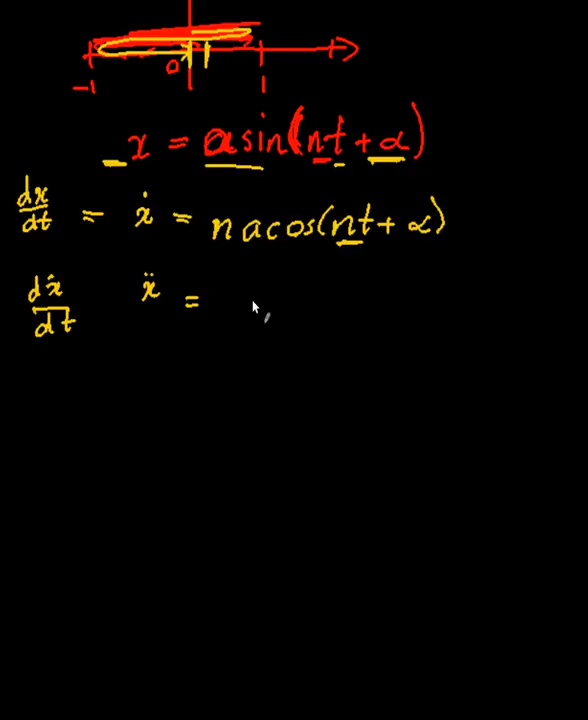 -1 0 1
x = a sin(nt + α)
dx/dt = ẋ = n a cos(nt + α)
dẋ/dt ẍ =